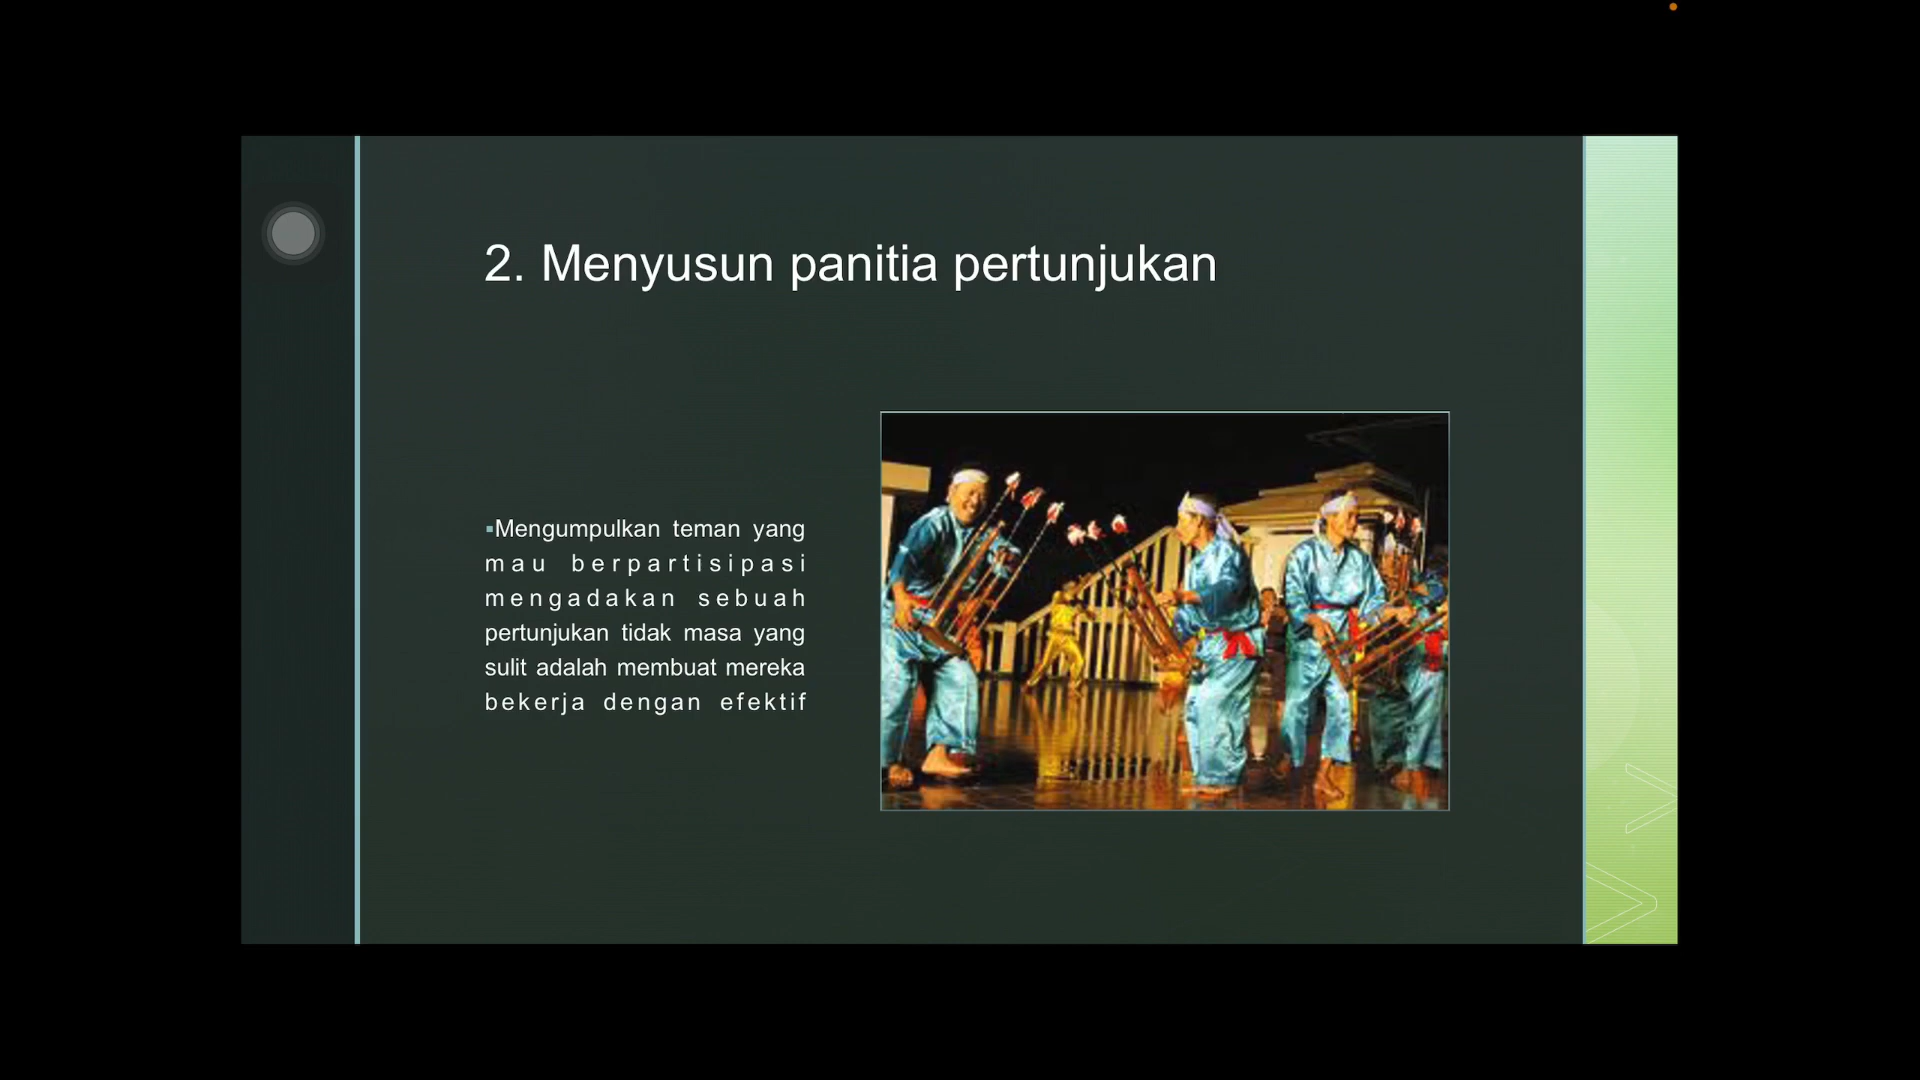 2. Menyusun panitia pertunjukan
▪Mengumpulkan teman yang
mau berpartisipasi
mengadakan sebuah
pertunjukan tidak masa yang
sulit adalah membuat mereka
bekerja dengan efektif